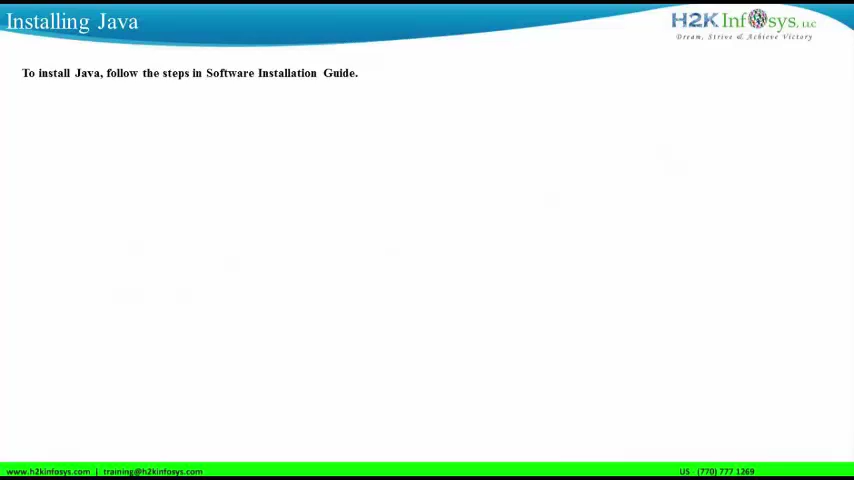 Installing Java
H2K Infosys, LLC
Dream, Strive & Achieve Victory
To install Java, follow the steps in Software Installation Guide.
www.h2kinfosys.com | training@h2kinfosys.com
US - (770) 777 1269